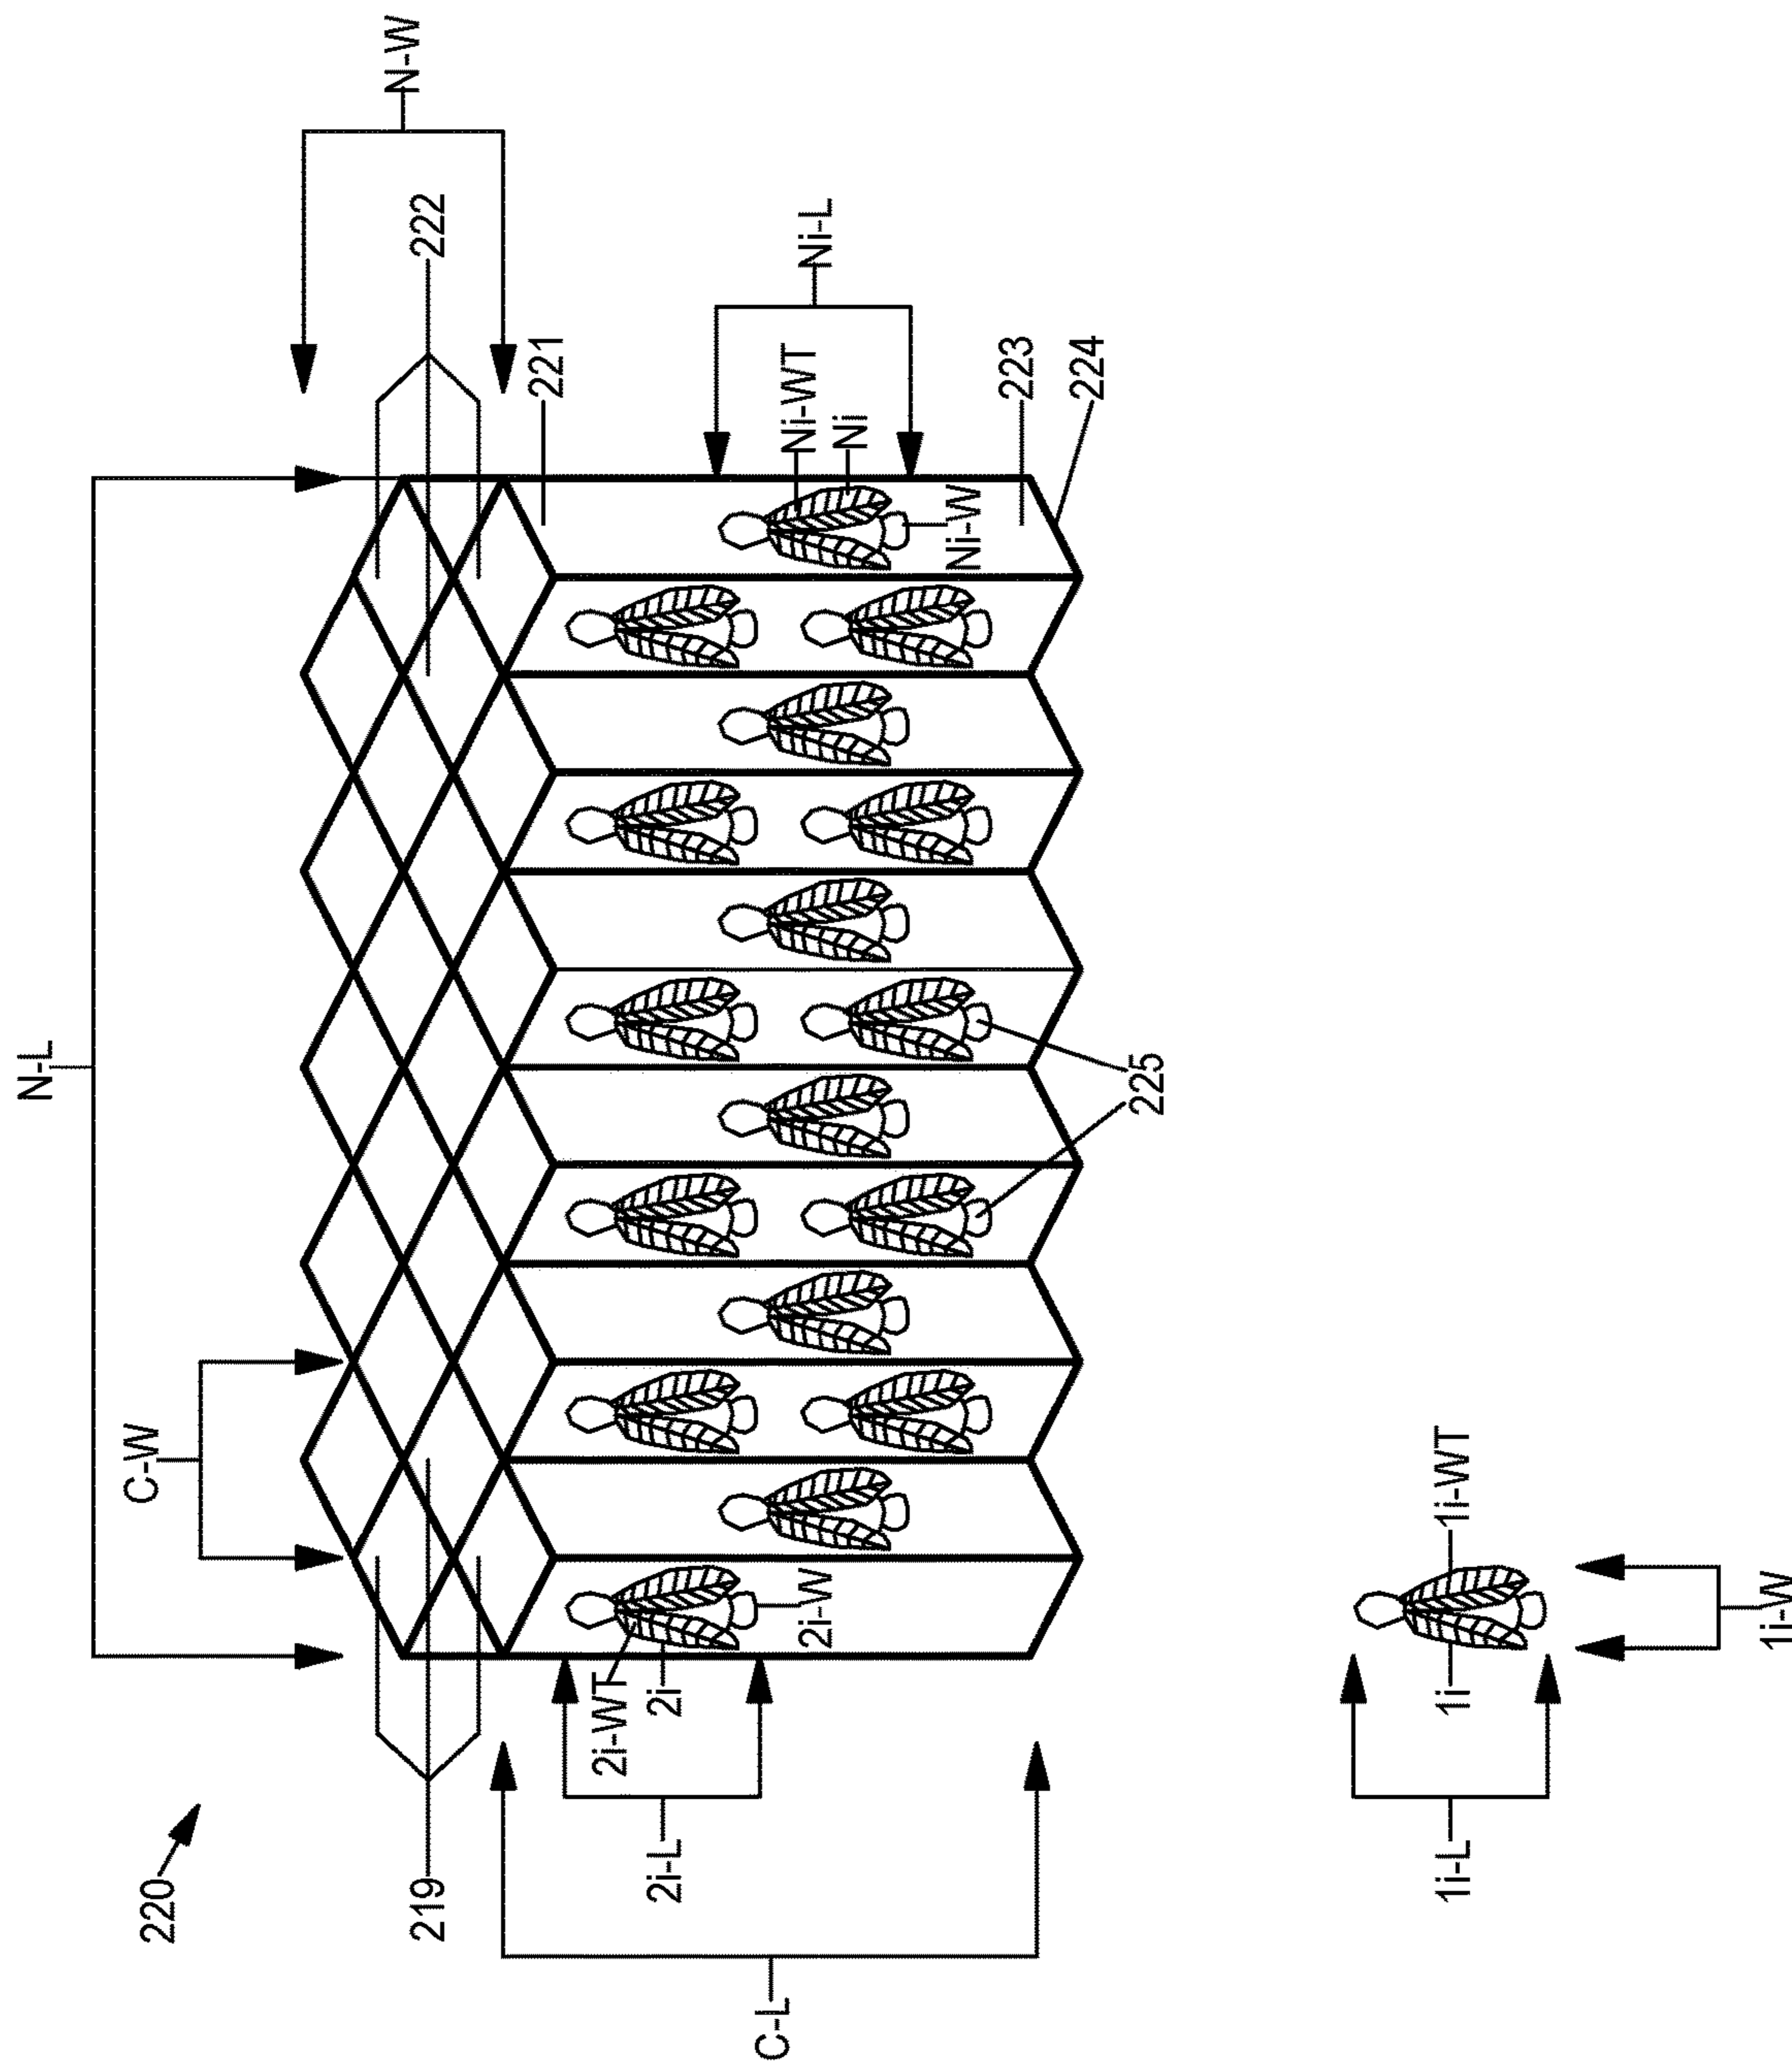 N-L
N-W
C-W
222
220
219
221
Ni-L
Ni-WT
Ni
Ni-W
223
224
2i-WT
2i
2i-W
2i-L
225
C-L
1i-WT
1i
1i-L
1i-W